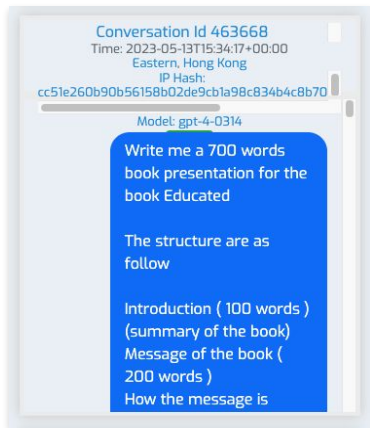 Conversation Id 463668
Time: 2023-05-13T15:34:17+00:00
Eastern, Hong Kong
IP Hash:
cc51e260b90b56158b02de9cb1a98c834b4c8b70
Model: gpt-4-0314
Write me a 700 words
book presentation for the
book Educated
The structure are as
follow
Introduction ( 100 words )
(summary of the book)
Message of the book (
200 words )
How the message is